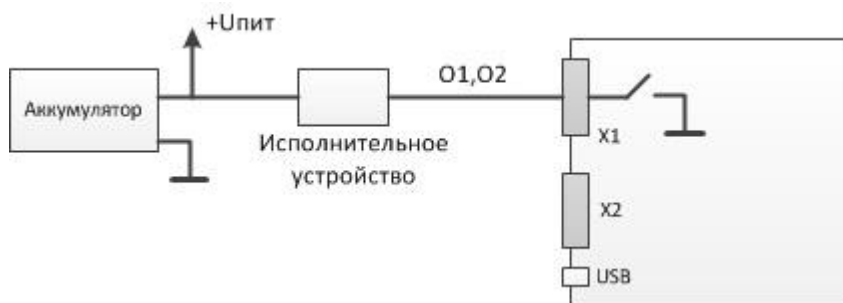 +Uпит
Аккумулятор
O1,O2
Исполнительное
устройство
X1
X2
USB